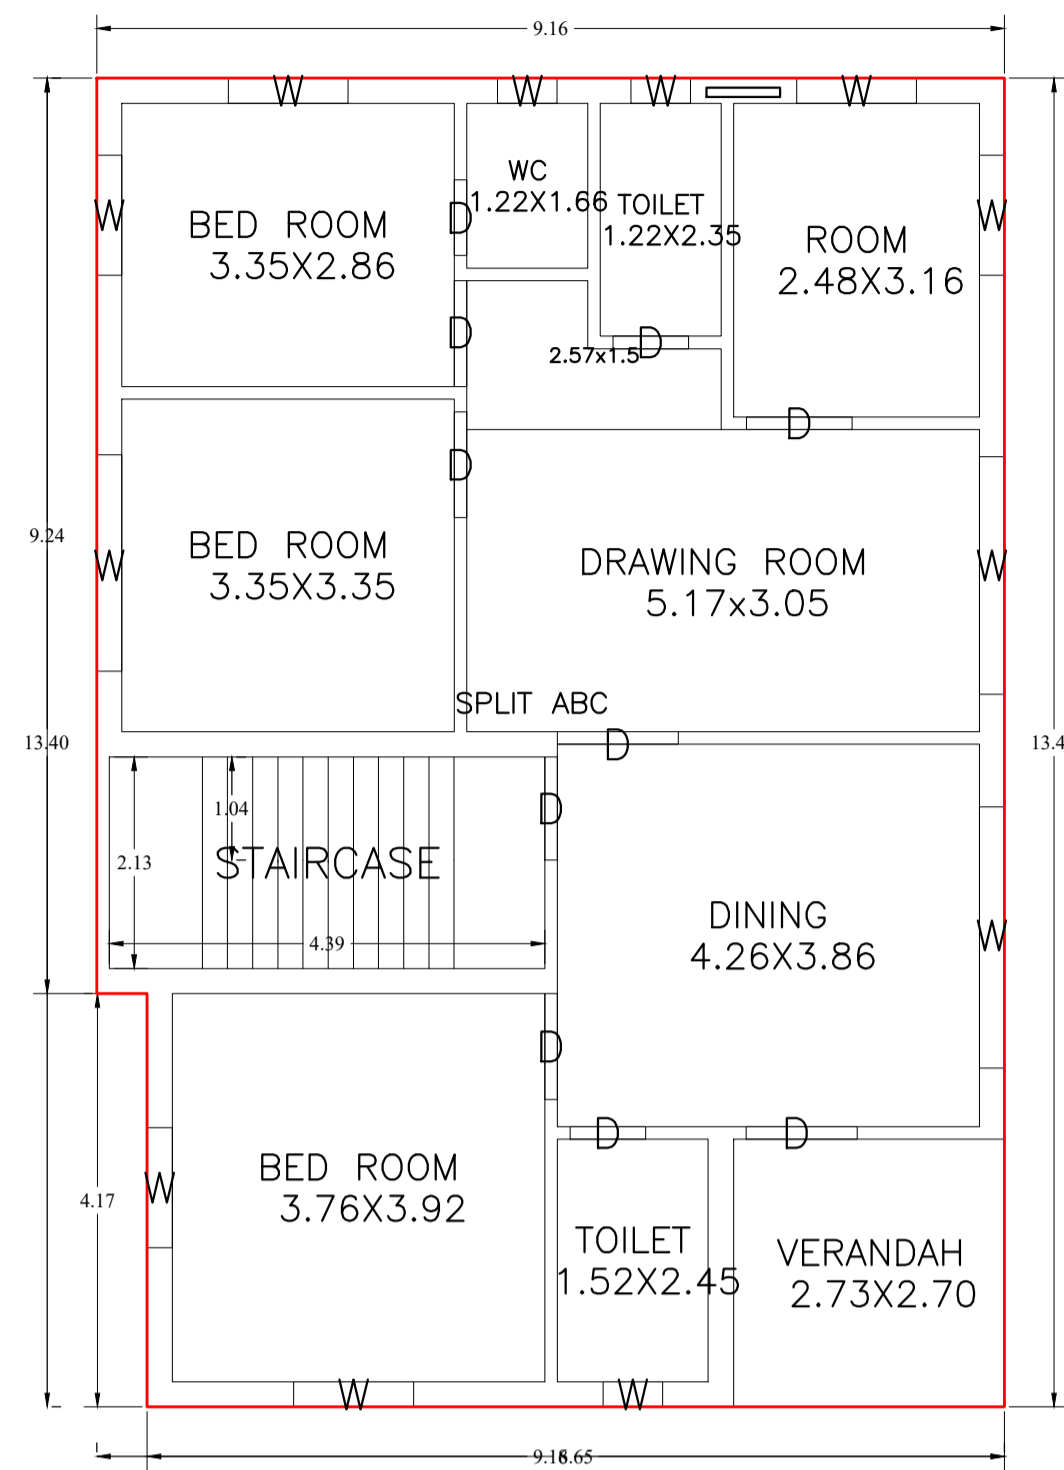 9.16
W
W
W
W
WC
1.22X1.66
TOILET
1.22X2.35
W
W
BED ROOM
3.35X2.86
D
ROOM
2.48X3.16
D
D
2.57x1.5
D
D
9.24
BED ROOM
3.35X3.35
W
DRAWING ROOM
5.17x3.05
W
SPLIT ABC
13.40
D
13.4
1.04
D
2.13
STAIRCASE
4.39
DINING
4.26X3.86
W
D
D
D
BED ROOM
3.76X3.92
W
4.17
TOILET
1.52X2.45
VERANDAH
2.73X2.70
W
W